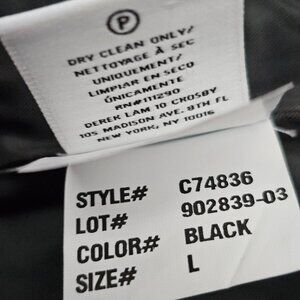 P
DRY CLEAN ONLY/
NETTOYAGE À SEC
UNIQUEMENT/
LIMPIAR EN SECO
ÚNICAMENTE
RN#111290
DEREK LAM 10 CROSBY
105 MADISON AVE. 8TH FL
NEW YORK, NY 10016
STYLE# C74836
LOT# 902839-03
COLOR# BLACK
SIZE# L